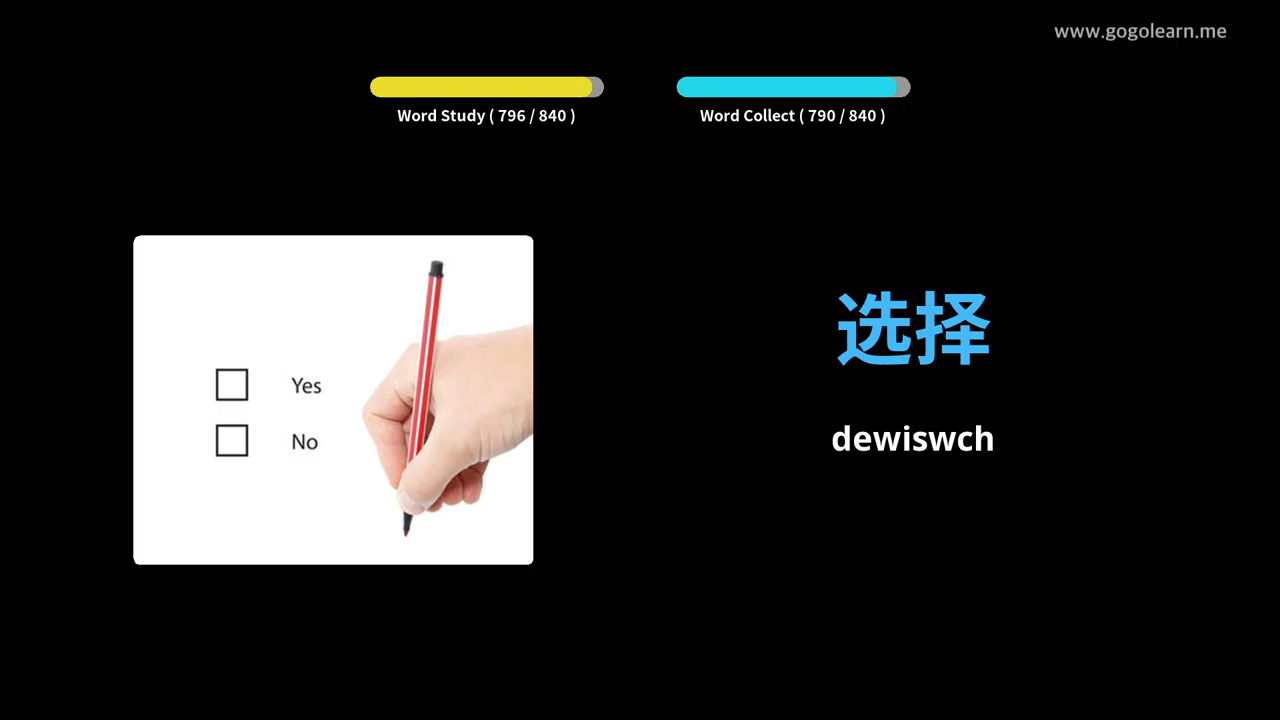 www.gogolearn.me
Word Study ( 796 / 840 )
Word Collect ( 790 / 840 )
选择
Yes
dewiswch
No